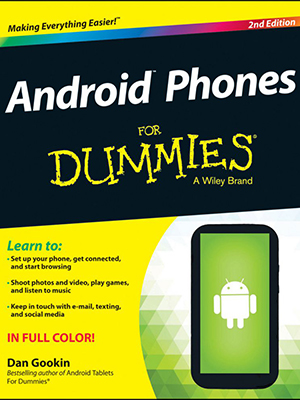 Making Everything Easier!™
2nd Edition
Android™ Phones
FOR
DUMMIES®
A Wiley Brand
Learn to:
• Set up your phone, get connected,
and start browsing
• Shoot photos and video, play games,
and listen to music
• Keep in touch with e-mail, texting,
and social media
IN FULL COLOR!
Dan Gookin
Bestselling author of Android Tablets
For Dummies®